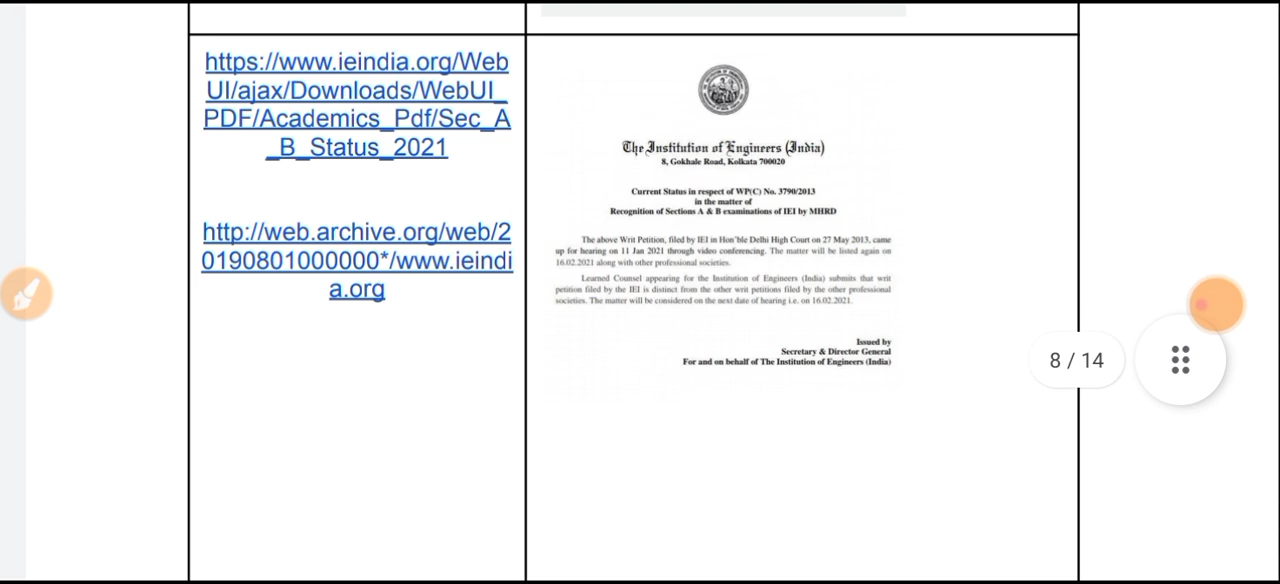 https://www.ieindia.org/Web
UI/ajax/Downloads/WebUI_
PDF/Academics_Pdf/Sec_A
_B_Status_2021
http://web.archive.org/web/2
0190801000000*/www.ieindi
a.org
The Institution of Engineers (India)
8, Gokhale Road, Kolkata 700020
Current Status in respect of WP(C) No. 3790/2013
in the matter of
Recognition of Sections A & B examinations of IEI by MHRD
The above Writ Petition, filed by IEI in Hon'ble Delhi High Court on 27 May 2013, came
up for hearing on 11 Jan 2021 through video conferencing. The matter will be listed again on
16.02.2021 along with other professional societies.
Learned Counsel appearing for the Institution of Engineers (India) submits that writ
petition filed by the IEI is distinct from the other writ petitions filed by the other professional
societies. The matter will be considered on the next date of hearing i.e. on 16.02.2021.
Issued by
Secretary & Director General
For and on behalf of The Institution of Engineers (India)
8 / 14